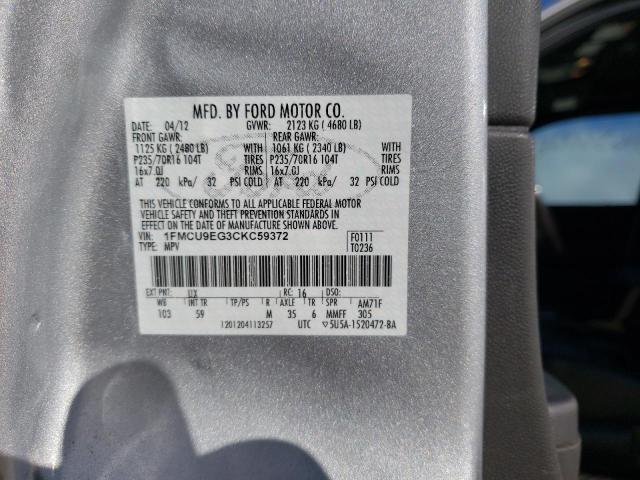 MFD. BY FORD MOTOR CO.
DATE: 04/12 GVWR: 2123 KG ( 4680 LB)
FRONT GAWR: REAR GAWR:
1125 KG ( 2480 LB) WITH 1061 KG ( 2340 LB) WITH
P235/70R16 104T TIRES P235/70R16 104T TIRES
16x7.0J RIMS 16x7.0J RIMS
AT 220 kPa/ 32 PSI COLD AT 220 kPa/ 32 PSI COLD
THIS VEHICLE CONFORMS TO ALL APPLICABLE FEDERAL MOTOR
VEHICLE SAFETY AND THEFT PREVENTION STANDARDS IN
EFFECT ON THE DATE OF MANUFACTURE SHOWN ABOVE.
VIN: 1FMCU9EG3CKC59372 F0111
TYPE: MPV T0236
EXT PNT: UX RC: 16 DSO:
WB INT TR TP/PS R AXLE TR SPR AM71F
103 59 M 35 6 MMFF 305
1201204113257 UTC ▽5U5A-1520472-BA